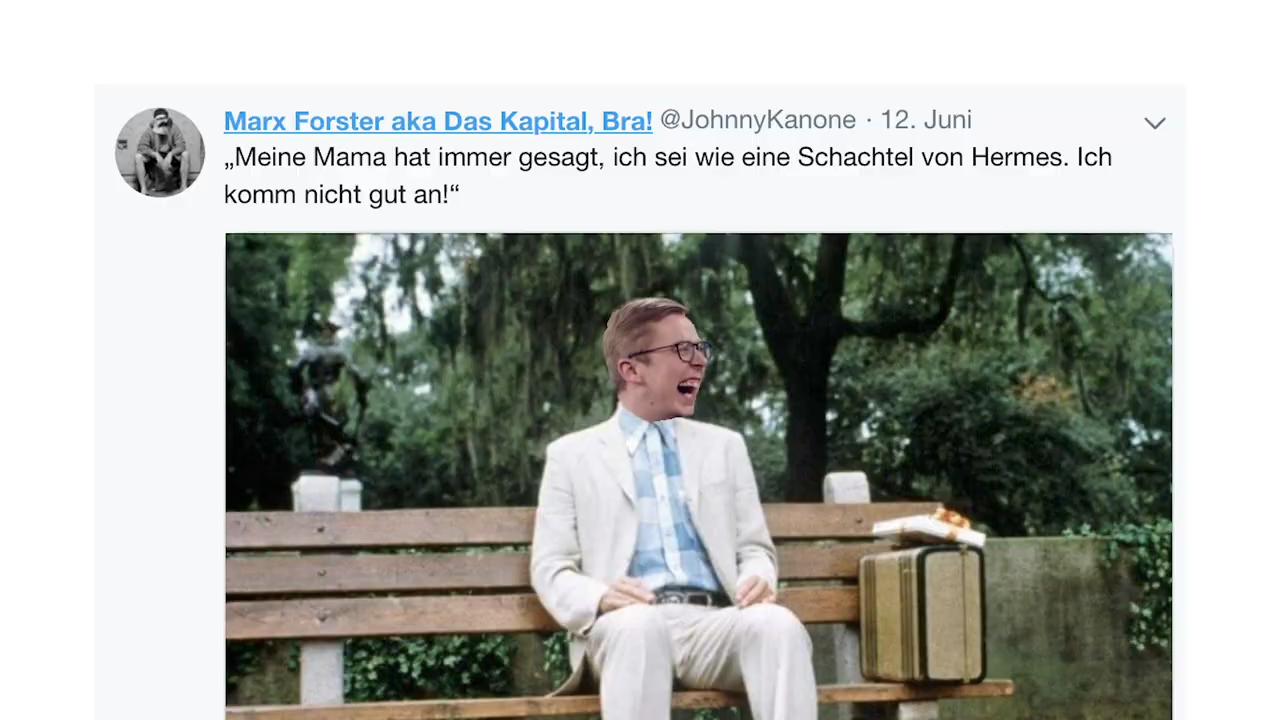 Marx Forster aka Das Kapital, Bra! @JohnnyKanone · 12. Juni
„Meine Mama hat immer gesagt, ich sei wie eine Schachtel von Hermes. Ich
komm nicht gut an!“